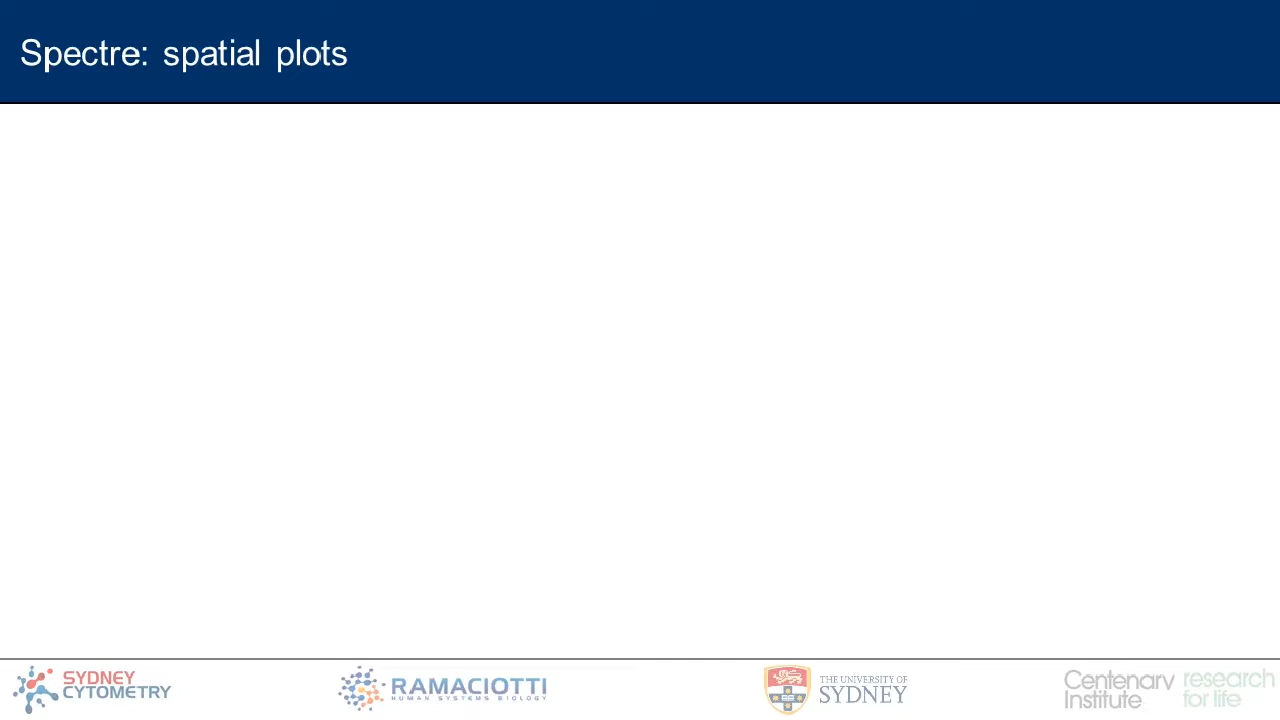 Spectre: spatial plots
SYDNEY
CYTOMETRY
RAMACIOTTI
HUMAN SYSTEMS BIOLOGY
THE UNIVERSITY OF
SYDNEY
Centenary
Institute
research
for life